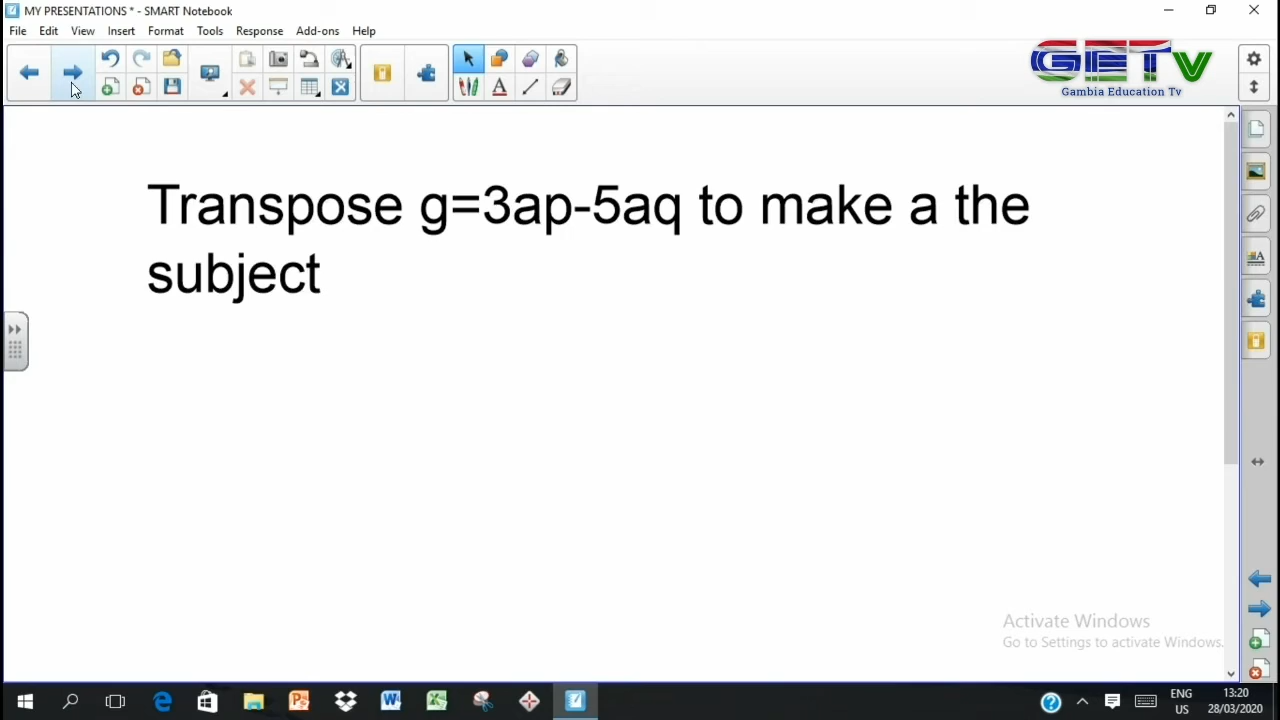 MY PRESENTATIONS * - SMART Notebook
File Edit View Insert Format Tools Response Add-ons Help
GETv
Gambia Education Tv
Transpose g=3ap-5aq to make a the
subject
Activate Windows
Go to Settings to activate Windows.
ENG
US
13:20
28/03/2020